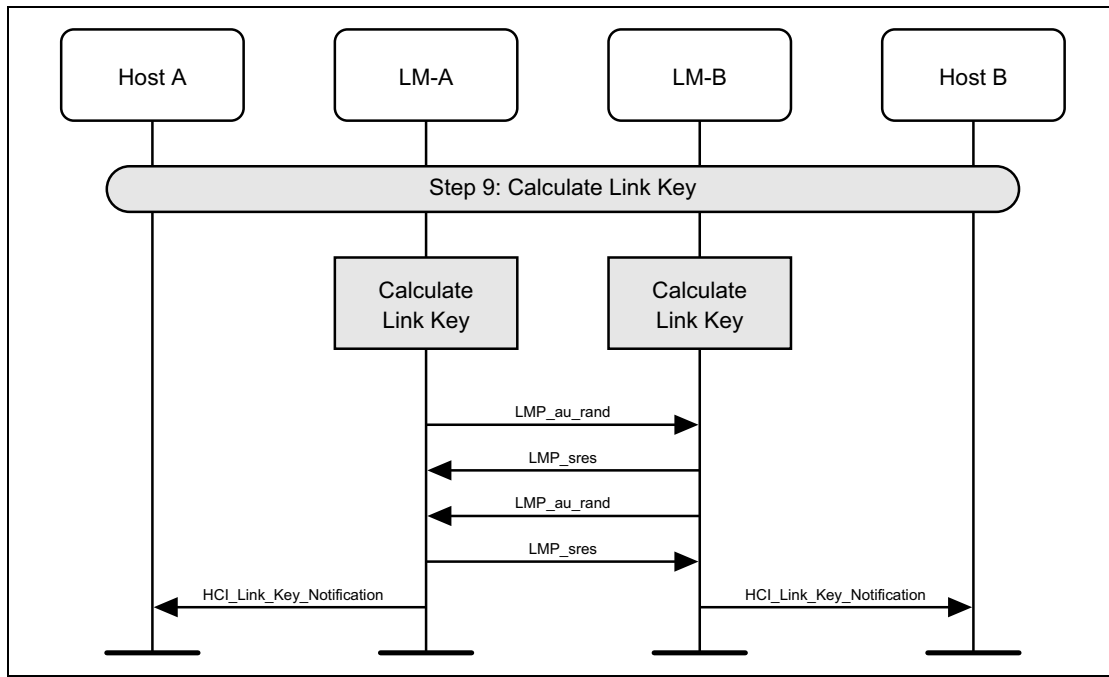 Host A
LM-A
LM-B
Host B
Step 9: Calculate Link Key
Calculate
Link Key
Calculate
Link Key
LMP_au_rand
LMP_sres
LMP_au_rand
LMP_sres
HCI_Link_Key_Notification
HCI_Link_Key_Notification